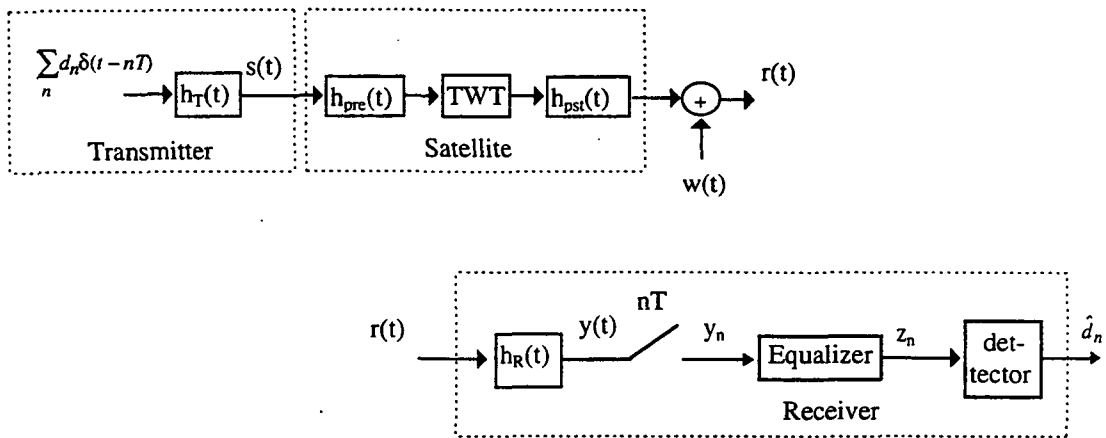 ∑ₙ dₙδ(t − nT)
s(t)
h_T(t)
h_pre(t)
TWT
h_pst(t)
+
r(t)
Transmitter
Satellite
w(t)
r(t)
h_R(t)
y(t)
nT
yₙ
Equalizer
zₙ
det-
tector
d̂ₙ
Receiver